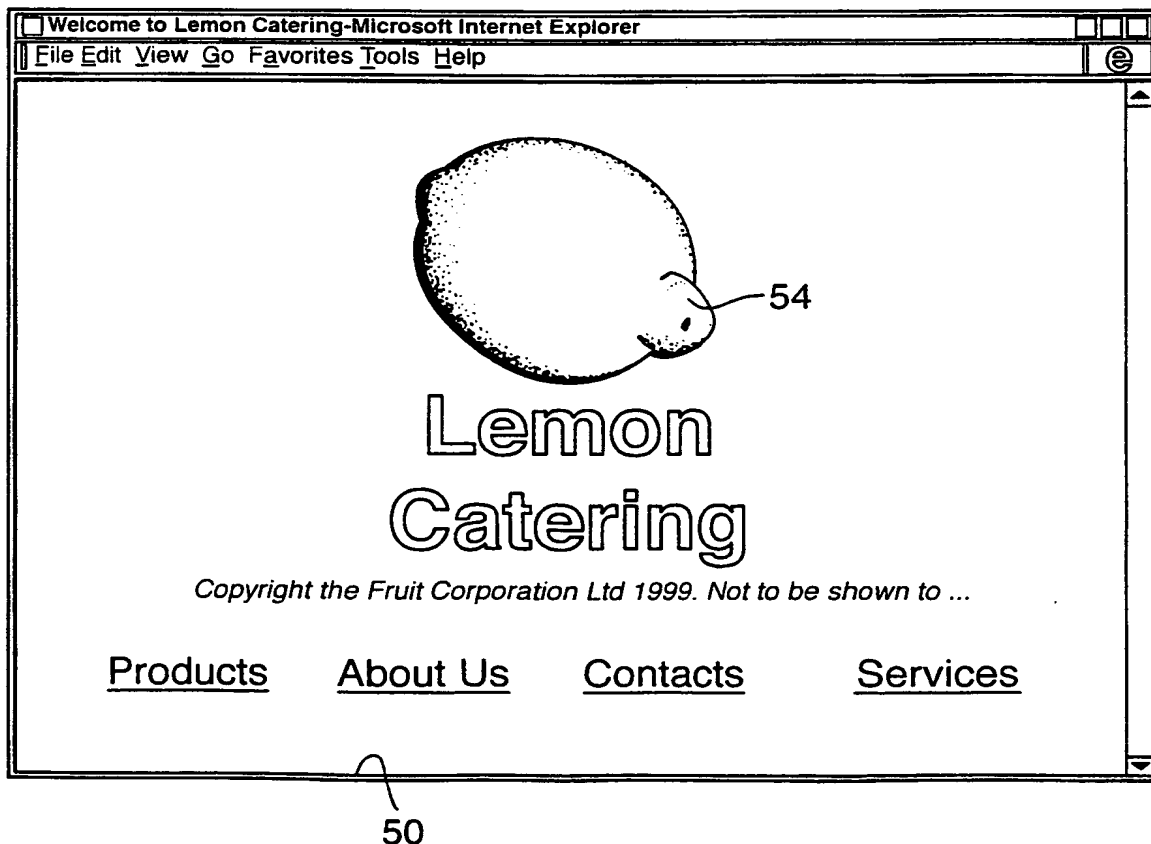 Welcome to Lemon Catering-Microsoft Internet Explorer
File Edit View Go Favorites Tools Help
e
54
Lemon
Catering
Copyright the Fruit Corporation Ltd 1999. Not to be shown to ...
Products About Us Contacts Services
50